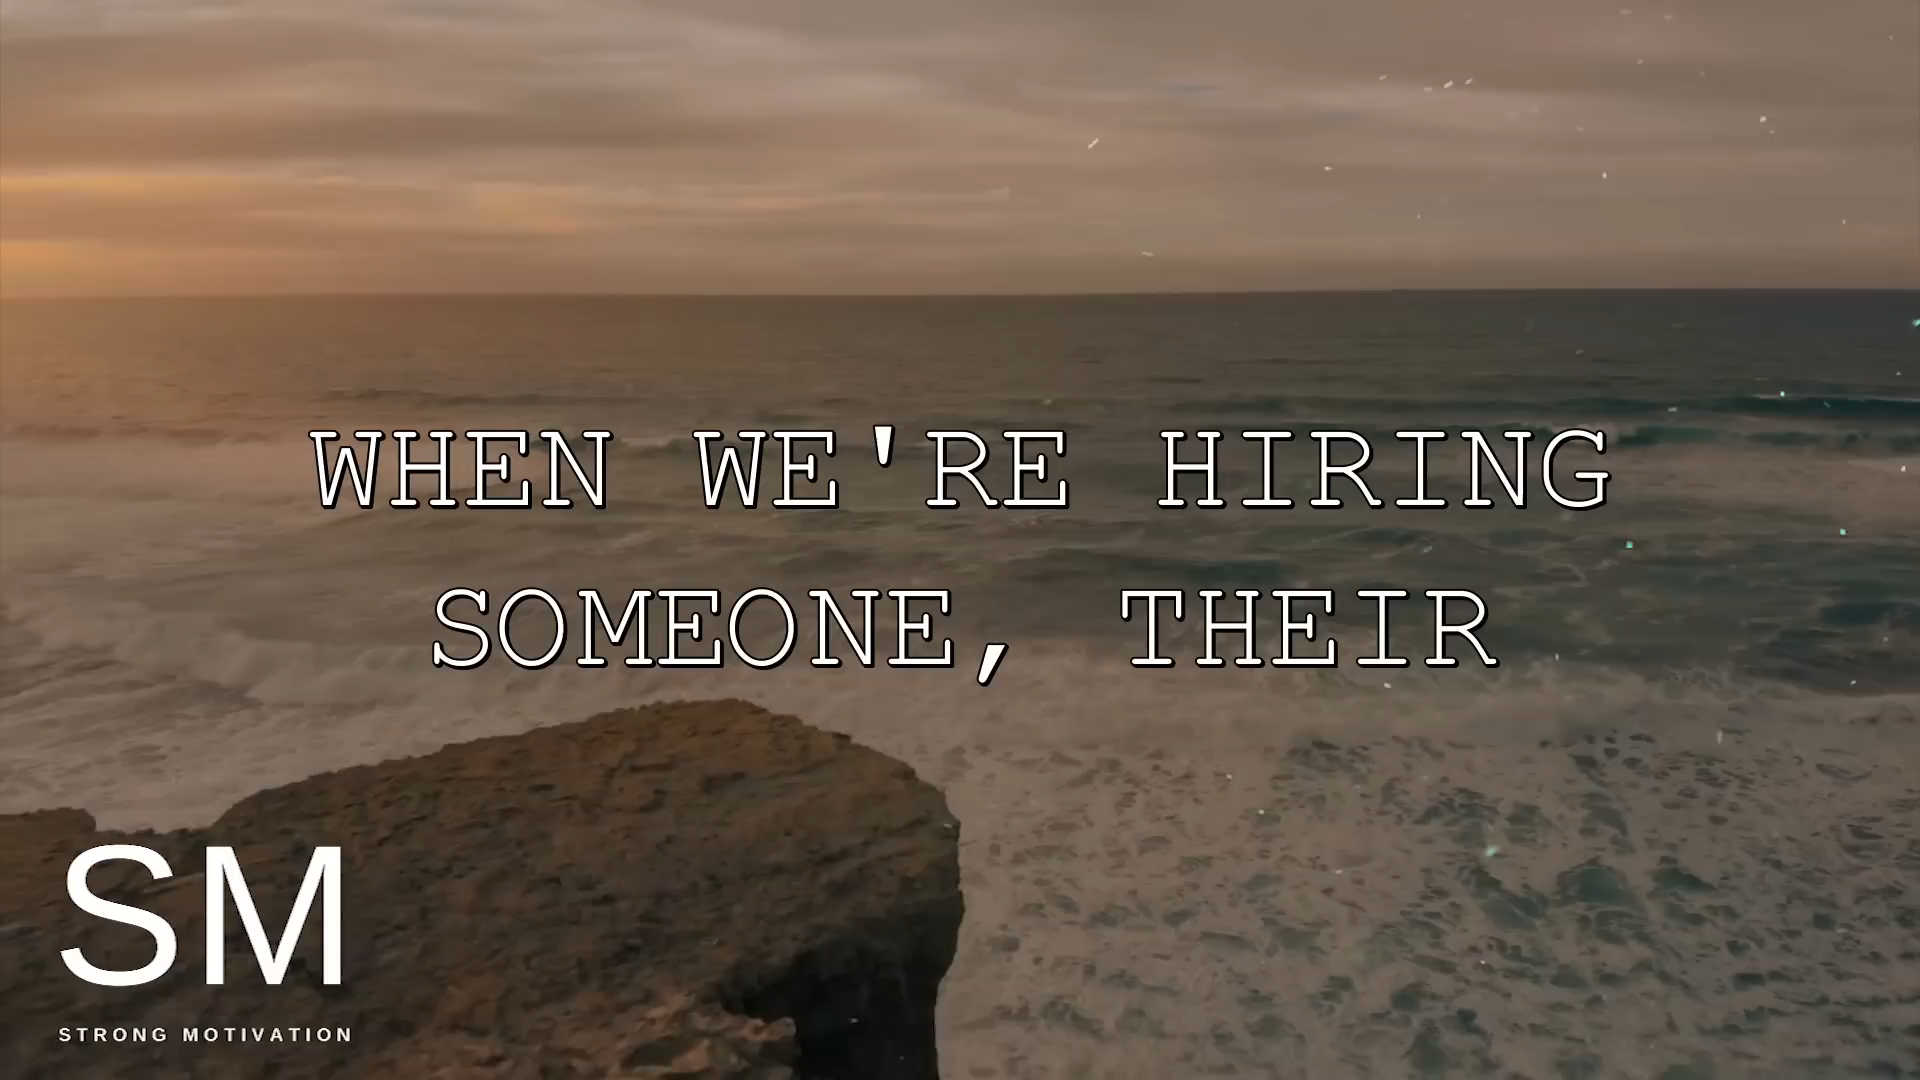 WHEN WE'RE HIRING
SOMEONE, THEIR
SM
STRONG MOTIVATION